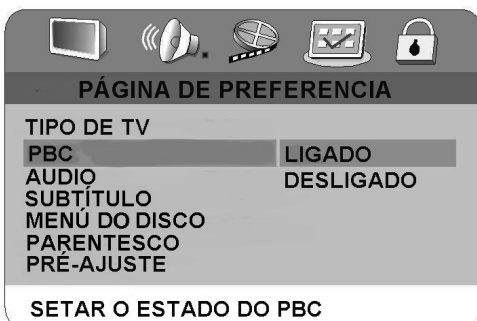 PÁGINA DE PREFERENCIA
TIPO DE TV
PBC LIGADO
AUDIO DESLIGADO
SUBTÍTULO
MENÚ DO DISCO
PARENTESCO
PRÉ-AJUSTE
SETAR O ESTADO DO PBC